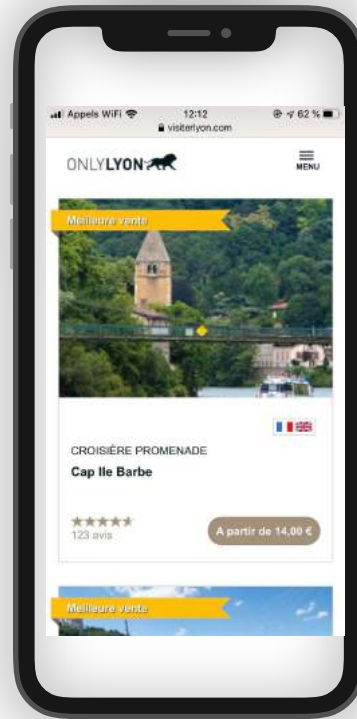 Appels WiFi 12:12 62 %
visiterlyon.com
ONLYLYON
MENU
Meilleure vente
CROISIÈRE PROMENADE
Cap Ile Barbe
123 avis
A partir de 14,00 €
Meilleure vente